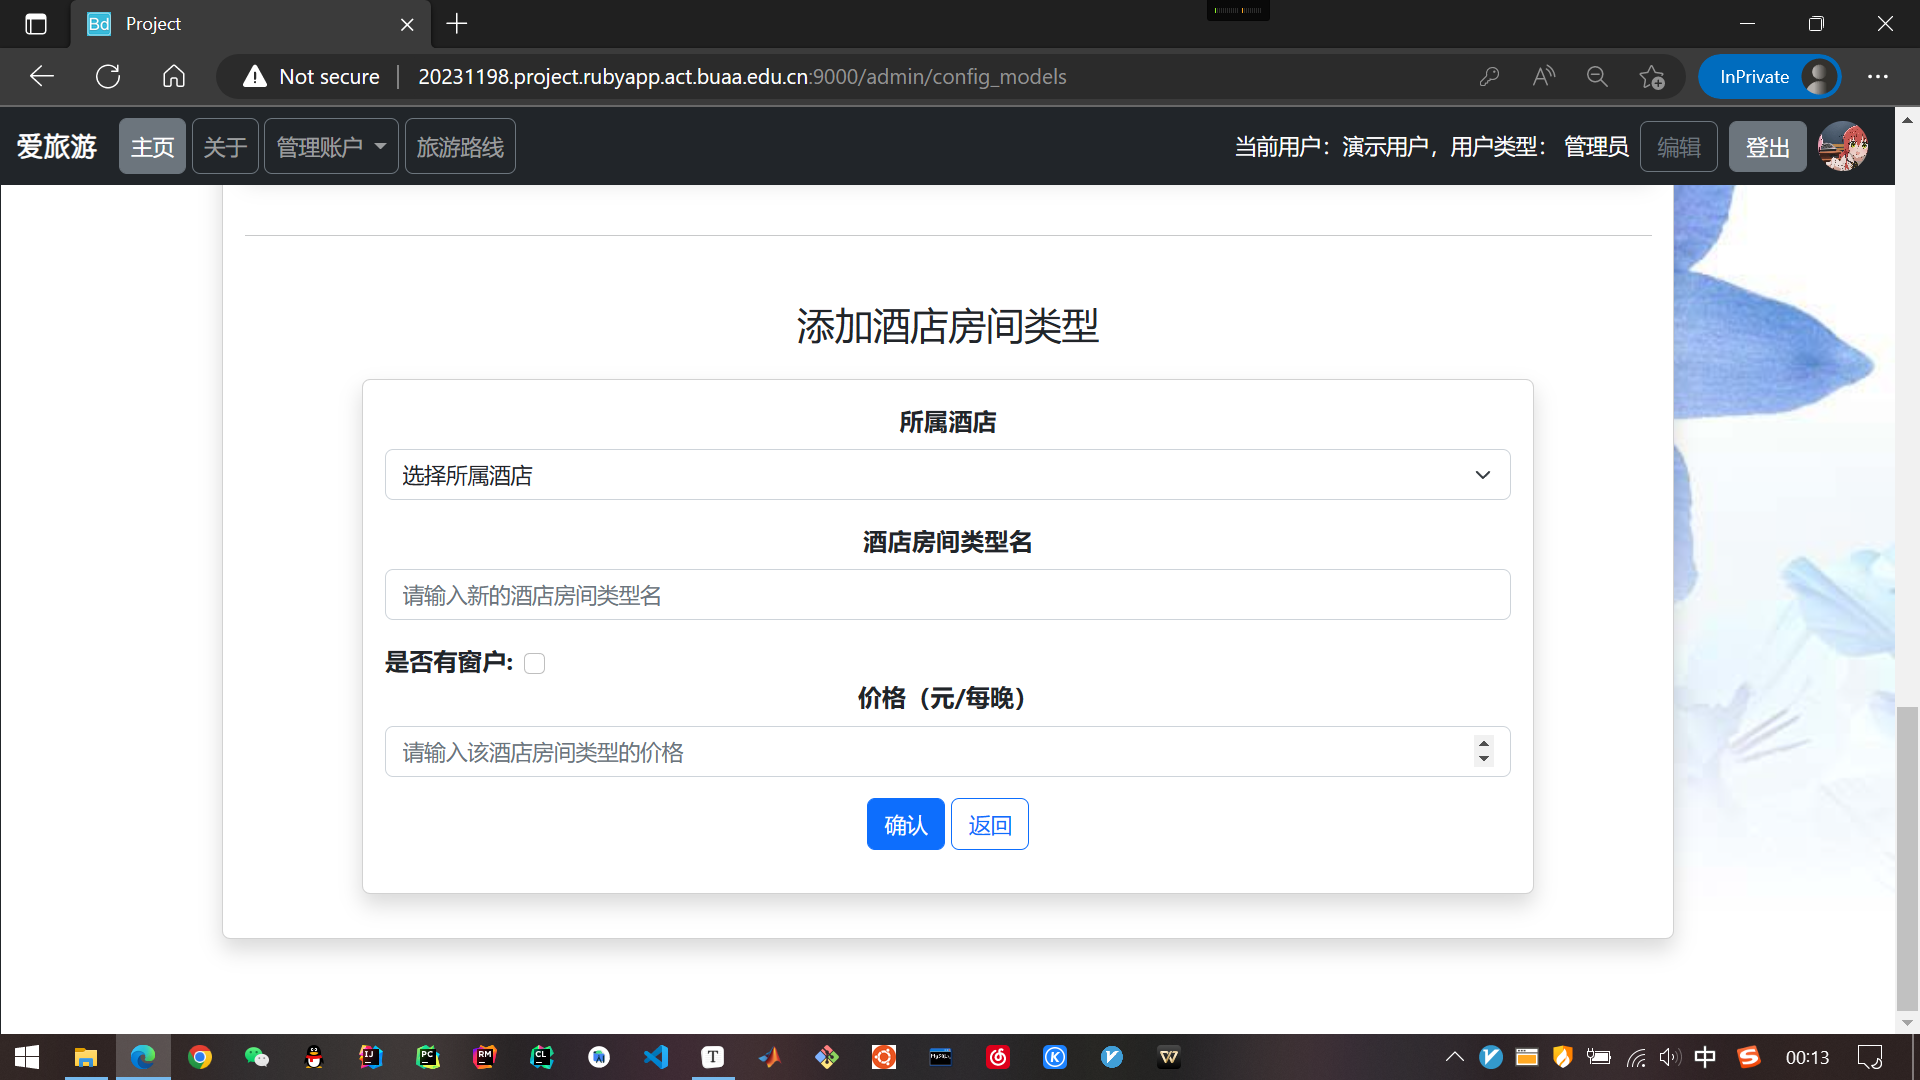 Bd Project
Not secure 20231198.project.rubyapp.act.buaa.edu.cn:9000/admin/config_models InPrivate
爱旅游 主页 关于 管理账户 旅游路线 当前用户：演示用户，用户类型： 管理员 编辑 登出
添加酒店房间类型
所属酒店
选择所属酒店
酒店房间类型名
请输入新的酒店房间类型名
是否有窗户:
价格（元/每晚）
请输入该酒店房间类型的价格
确认 返回
IJ PC RM CL T MySQL W 中 S 00:13